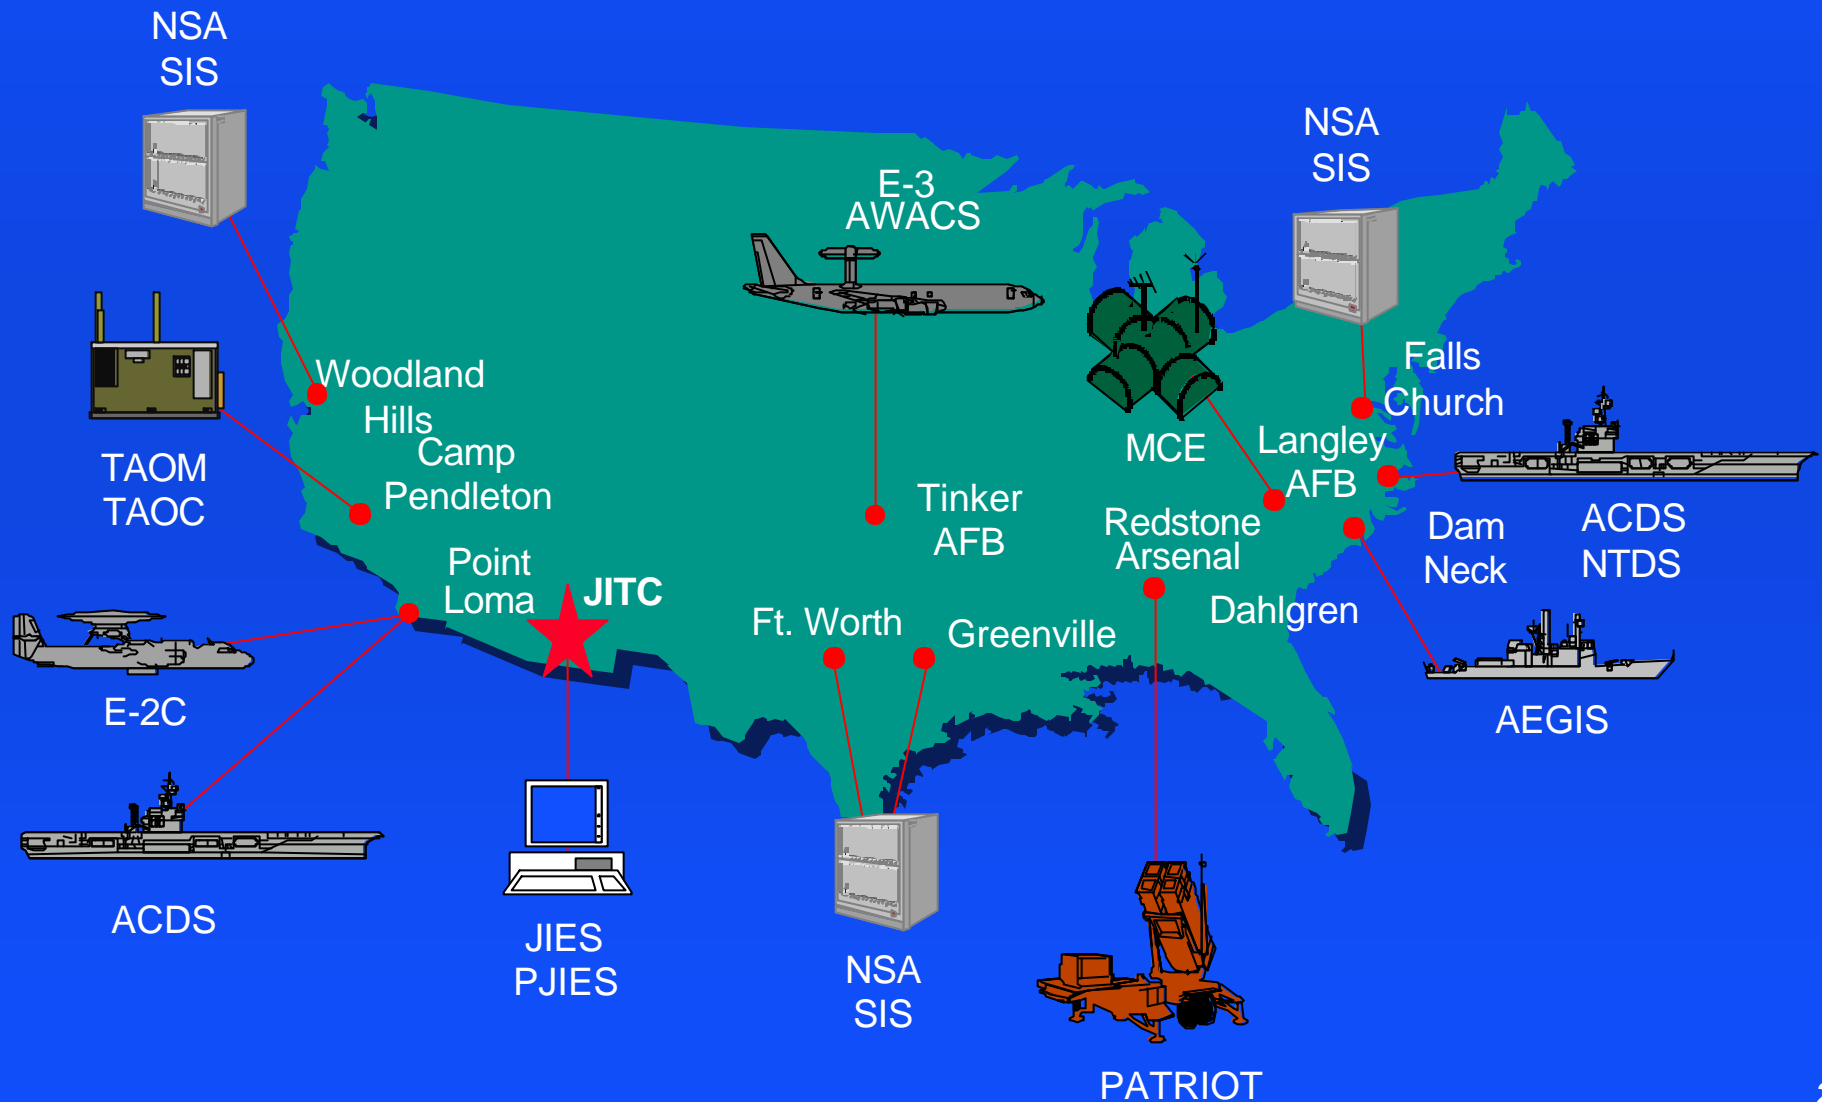 NSA
SIS
NSA
SIS
E-3
AWACS
Woodland
Hills
Falls
Church
TAOM
TAOC
Camp
Pendleton
MCE
Langley
AFB
Tinker
AFB
Redstone
Arsenal
Dam
Neck
ACDS
NTDS
Point
Loma
JITC
Ft. Worth
Greenville
Dahlgren
E-2C
AEGIS
ACDS
JIES
PJIES
NSA
SIS
PATRIOT